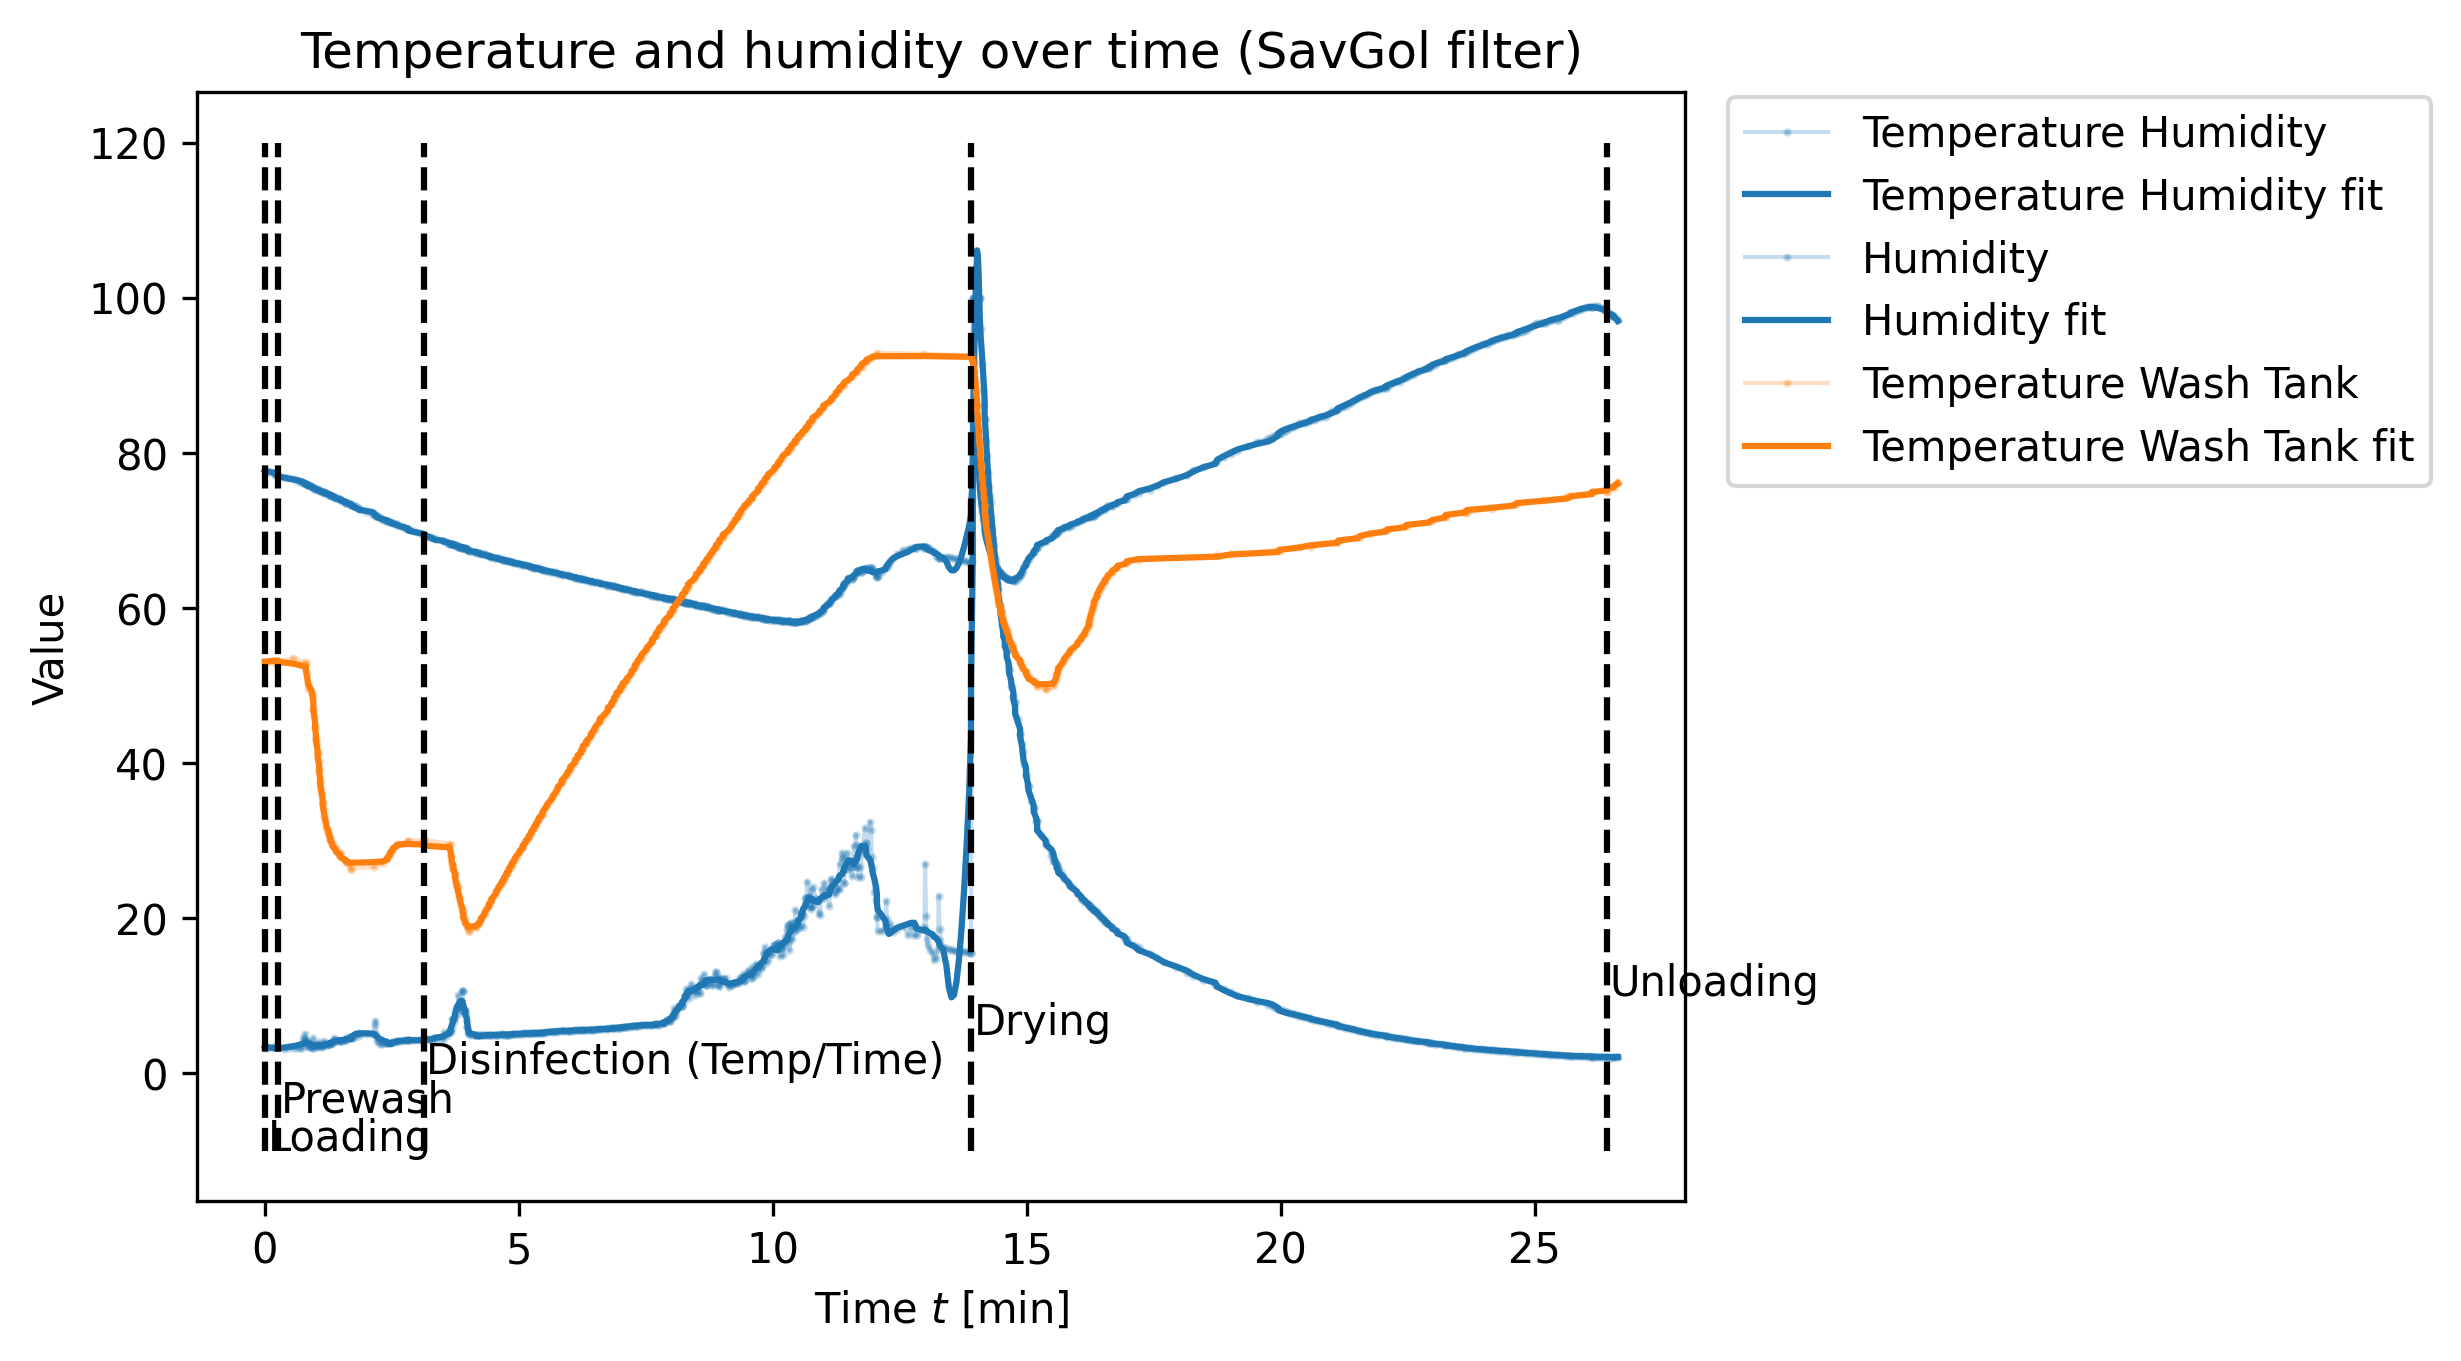 Temperature and humidity over time (SavGol filter)
Temperature Humidity
Temperature Humidity fit
Humidity
Humidity fit
Temperature Wash Tank
Temperature Wash Tank fit
120
100
80
60
40
20
0
Value
Unloading
Drying
Disinfection (Temp/Time)
Prewash
Loading
0 5 10 15 20 25
Time t [min]